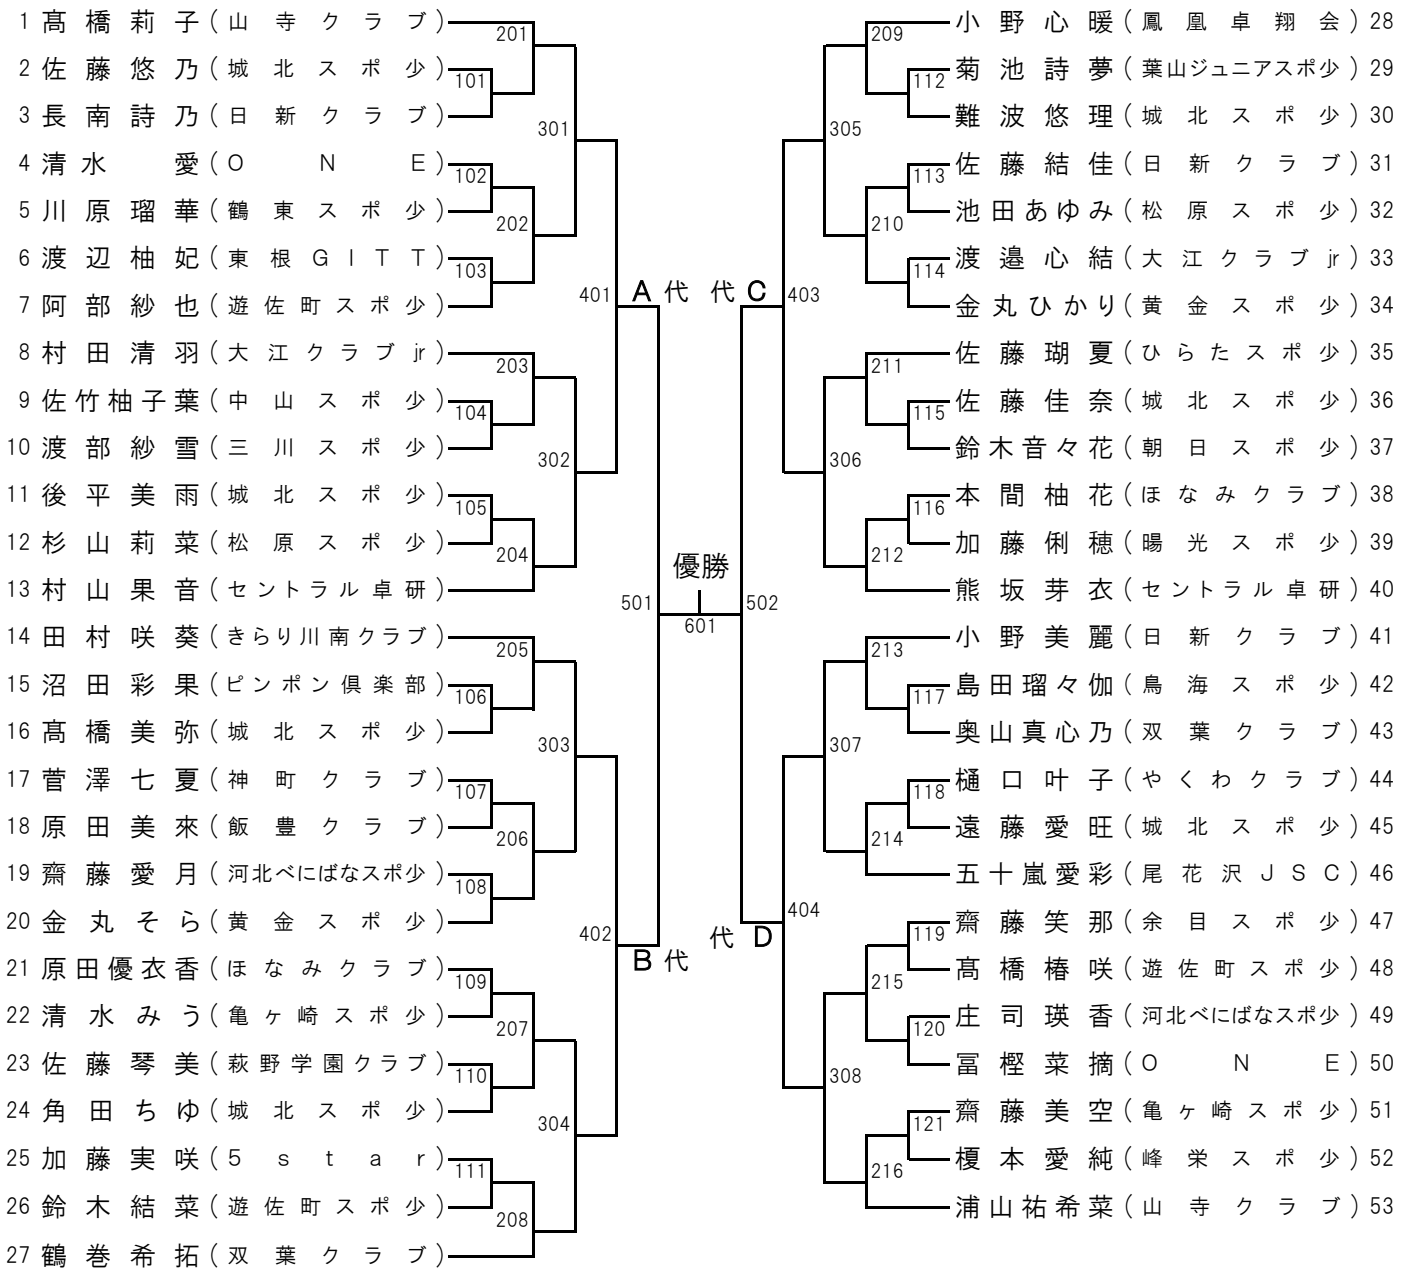 1 髙橋莉子(山寺クラブ)
2 佐藤悠乃(城北スポ少)
3 長南詩乃(日新クラブ)
4 清水 愛(ONE)
5 川原瑠華(鶴東スポ少)
6 渡辺柚妃(東根GITT)
7 阿部紗也(遊佐町スポ少)
8 村田清羽(大江クラブjr)
9 佐竹柚子葉(中山スポ少)
10 渡部紗雪(三川スポ少)
11 後平美雨(城北スポ少)
12 杉山莉菜(松原スポ少)
13 村山果音(セントラル卓研)
14 田村咲葵(きらり川南クラブ)
15 沼田彩果(ピンポン倶楽部)
16 髙橋美弥(城北スポ少)
17 菅澤七夏(神町クラブ)
18 原田美來(飯豊クラブ)
19 齋藤愛月(河北べにばなスポ少)
20 金丸そら(黄金スポ少)
21 原田優衣香(ほなみクラブ)
22 清水みう(亀ヶ崎スポ少)
23 佐藤琴美(萩野学園クラブ)
24 角田ちゆ(城北スポ少)
25 加藤実咲(5star)
26 鈴木結菜(遊佐町スポ少)
27 鶴巻希拓(双葉クラブ)
101
102
103
104
105
106
107
108
109
110
111
201
202
203
204
205
206
207
208
301
302
303
304
401
402
A代
B代
501
優勝
601
502
代C
代D
403
404
305
306
307
308
209
210
211
212
213
214
215
216
112
113
114
115
116
117
118
119
120
121
小野心暖(鳳凰卓翔会)28
菊池詩夢(葉山ジュニアスポ少)29
難波悠理(城北スポ少)30
佐藤結佳(日新クラブ)31
池田あゆみ(松原スポ少)32
渡邉心結(大江クラブjr)33
金丸ひかり(黄金スポ少)34
佐藤瑚夏(ひらたスポ少)35
佐藤佳奈(城北スポ少)36
鈴木音々花(朝日スポ少)37
本間柚花(ほなみクラブ)38
加藤俐穂(暘光スポ少)39
熊坂芽衣(セントラル卓研)40
小野美麗(日新クラブ)41
島田瑠々伽(鳥海スポ少)42
奥山真心乃(双葉クラブ)43
樋口叶子(やくわクラブ)44
遠藤愛旺(城北スポ少)45
五十嵐愛彩(尾花沢JSC)46
齋藤笑那(余目スポ少)47
髙橋椿咲(遊佐町スポ少)48
庄司瑛香(河北べにばなスポ少)49
冨樫菜摘(ONE)50
齋藤美空(亀ヶ崎スポ少)51
榎本愛純(峰栄スポ少)52
浦山祐希菜(山寺クラブ)53